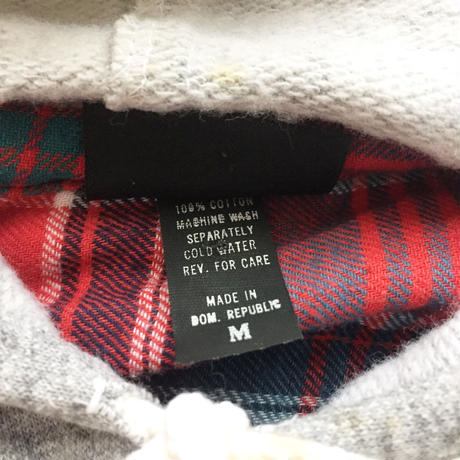 100% COTTON
MACHINE WASH
SEPARATELY
COLD WATER
REV. FOR CARE
MADE IN
DOM. REPUBLIC
M